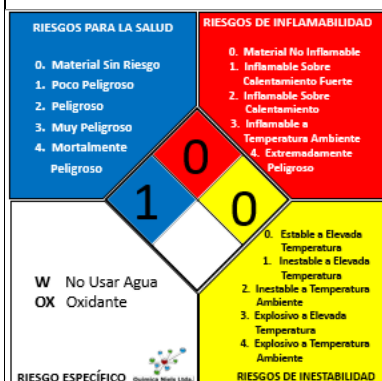 RIESGOS PARA LA SALUD
0. Material Sin Riesgo
1. Poco Peligroso
2. Peligroso
3. Muy Peligroso
4. Mortalmente
Peligroso
RIESGOS DE INFLAMABILIDAD
0. Material No Inflamable
1. Inflamable Sobre
Calentamiento Fuerte
2. Inflamable Sobre
Calentamiento
3. Inflamable a
Temperatura Ambiente
4. Extremadamente
Peligroso
0
1
0
W No Usar Agua
OX Oxidante
RIESGO ESPECÍFICO
Química Niele Ltda.
0. Estable a Elevada
Temperatura
1. Inestable a Elevada
Temperatura
2. Inestable a Temperatura
Ambiente
3. Explosivo a Elevada
Temperatura
4. Explosivo a Temperatura
Ambiente
RIESGOS DE INESTABILIDAD